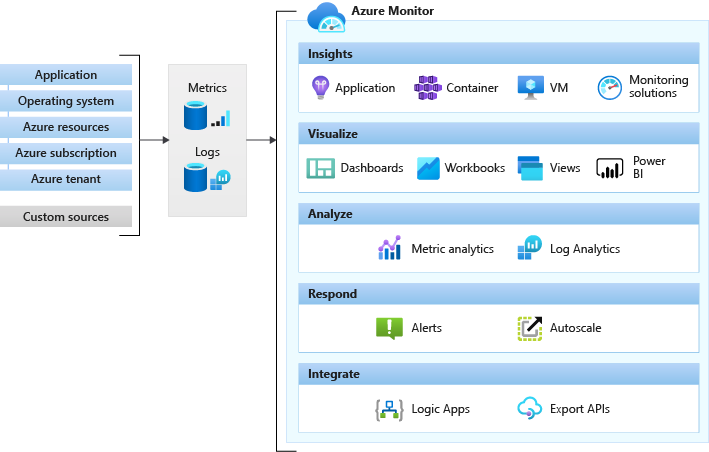 Azure Monitor
Application
Operating system
Azure resources
Azure subscription
Azure tenant
Custom sources
Metrics
Logs
Insights
Application
Container
VM
Monitoring
solutions
Visualize
Dashboards
Workbooks
Views
Power
BI
Analyze
Metric analytics
Log Analytics
Respond
Alerts
Autoscale
Integrate
Logic Apps
Export APIs